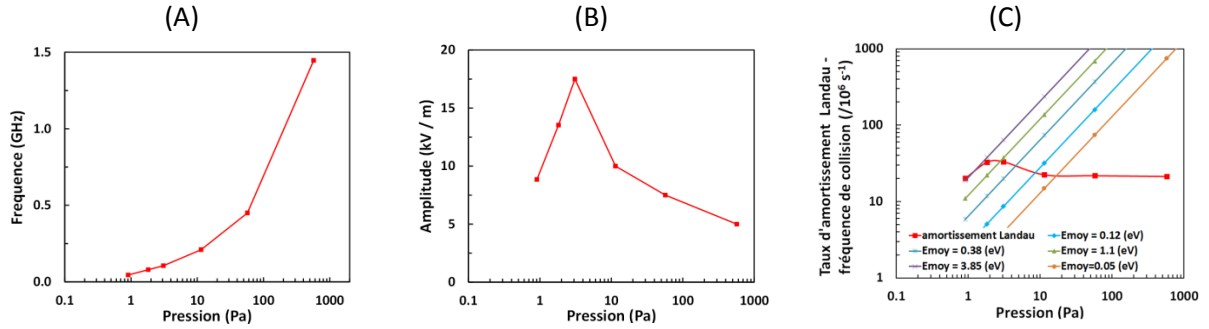 (A)
1.5
1.0
0.5
0.0
Frequence (GHz)
0.1 1 10 100 1000
Pression (Pa)
(B)
20
15
10
5
0
Amplitude (kV / m)
0.1 1 10 100 1000
Pression (Pa)
(C)
1000
100
10
1
Taux d'amortissement Landau -
fréquence de collision (/10⁶ s⁻¹)
amortissement Landau Emoy = 0.12 (eV)
Emoy = 0.38 (eV) Emoy = 1.1 (eV)
Emoy = 3.85 (eV) Emoy=0.05 (eV)
0.1 1 10 100 1000
Pression (Pa)